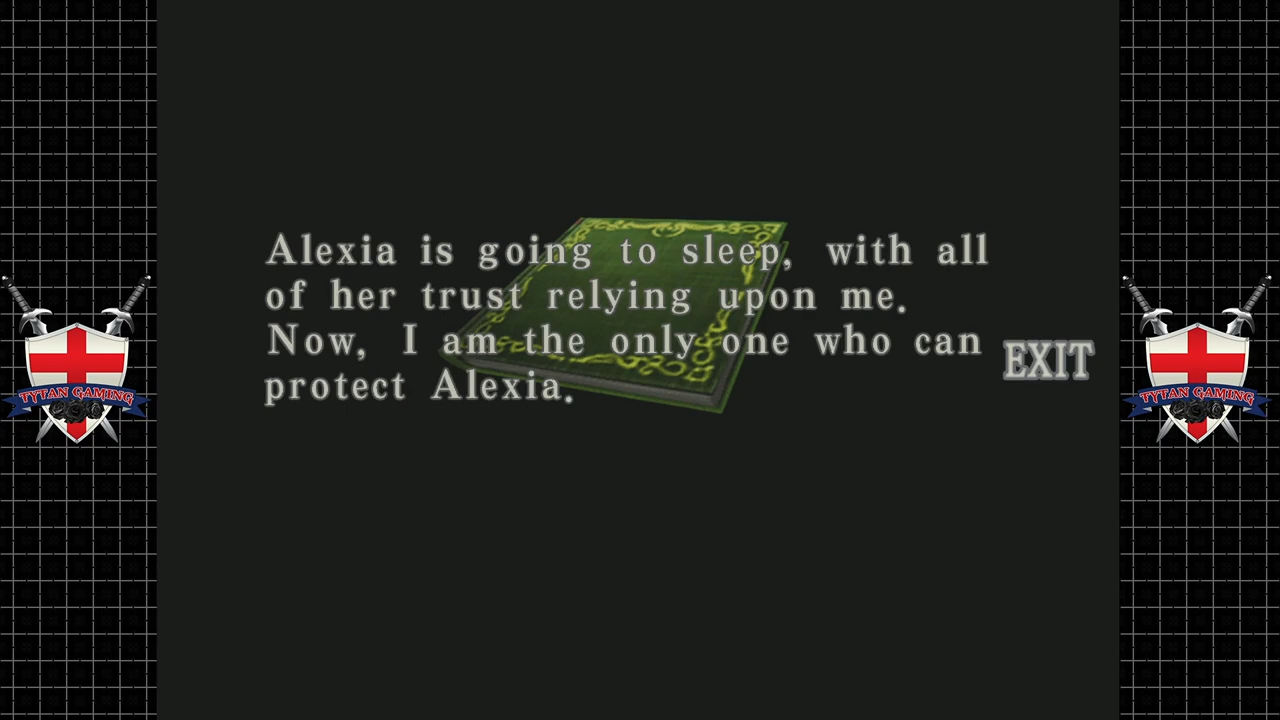 Alexia is going to sleep, with all
of her trust relying upon me.
Now, I am the only one who can
protect Alexia.
EXIT
TYTAN GAMING
TYTAN GAMING